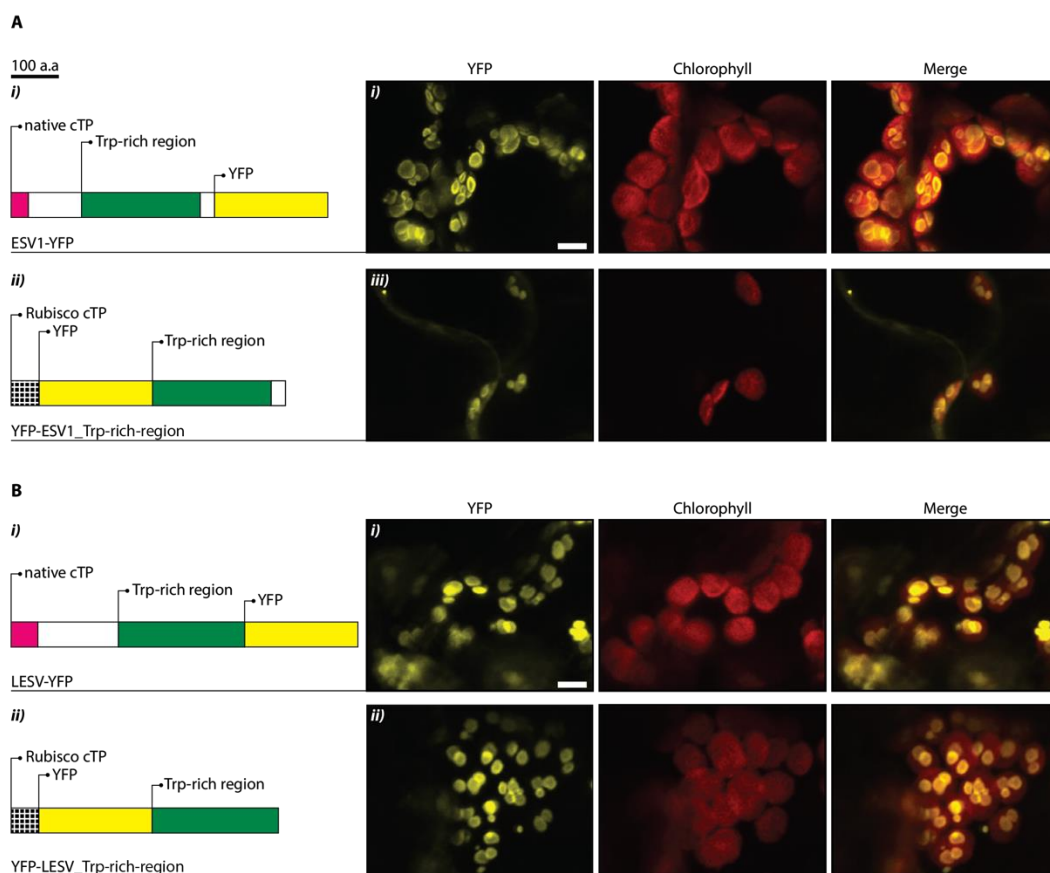 A
100 a.a
YFP Chlorophyll Merge
i)
native cTP
Trp-rich region
YFP
ESV1-YFP
i)
ii)
Rubisco cTP
YFP
Trp-rich region
YFP-ESV1_Trp-rich-region
iii)
B
YFP Chlorophyll Merge
i)
native cTP
Trp-rich region
YFP
LESV-YFP
i)
ii)
Rubisco cTP
YFP
Trp-rich region
YFP-LESV_Trp-rich-region
ii)